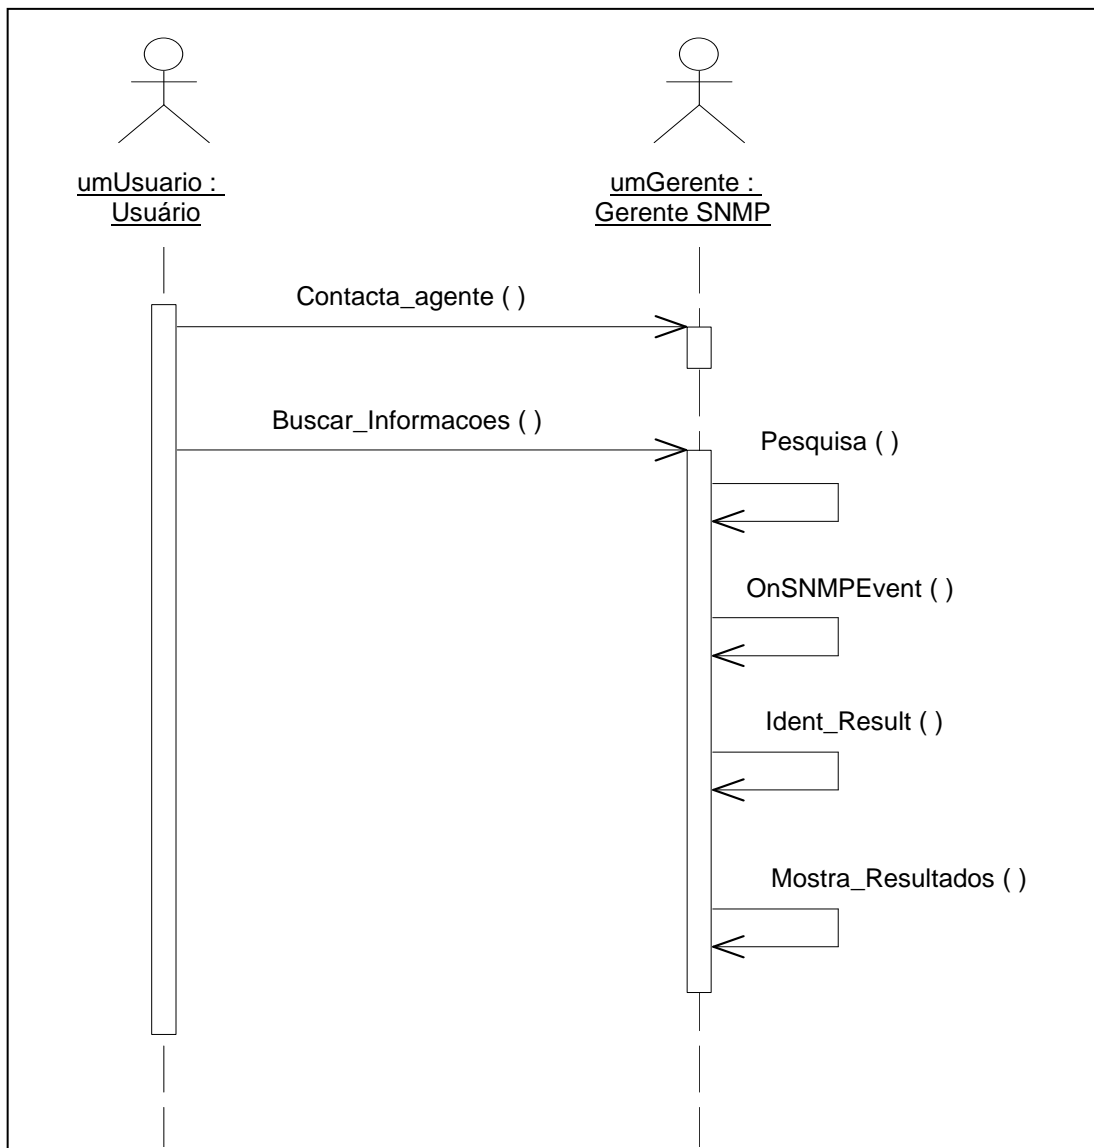 umUsuario :
Usuário
umGerente :
Gerente SNMP
Contacta_agente ( )
Buscar_Informacoes ( )
Pesquisa ( )
OnSNMPEvent ( )
Ident_Result ( )
Mostra_Resultados ( )